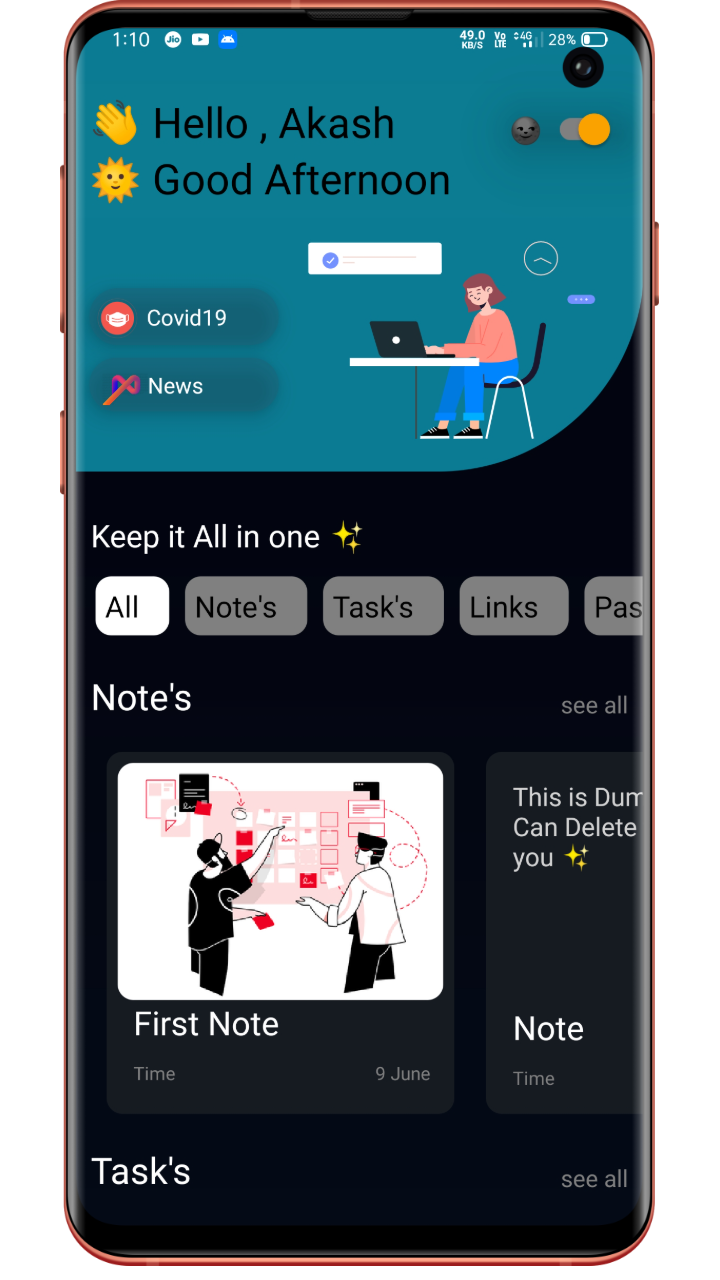 1:10 Jio 49.0 KB/S Vo LTE 4G 28%
👋 Hello , Akash
🌞 Good Afternoon
Covid19
News
Keep it All in one ✨
All Note's Task's Links Pas
Note's see all
This is Dum
Can Delete
you ✨
First Note
Time 9 June
Note
Time
Task's see all